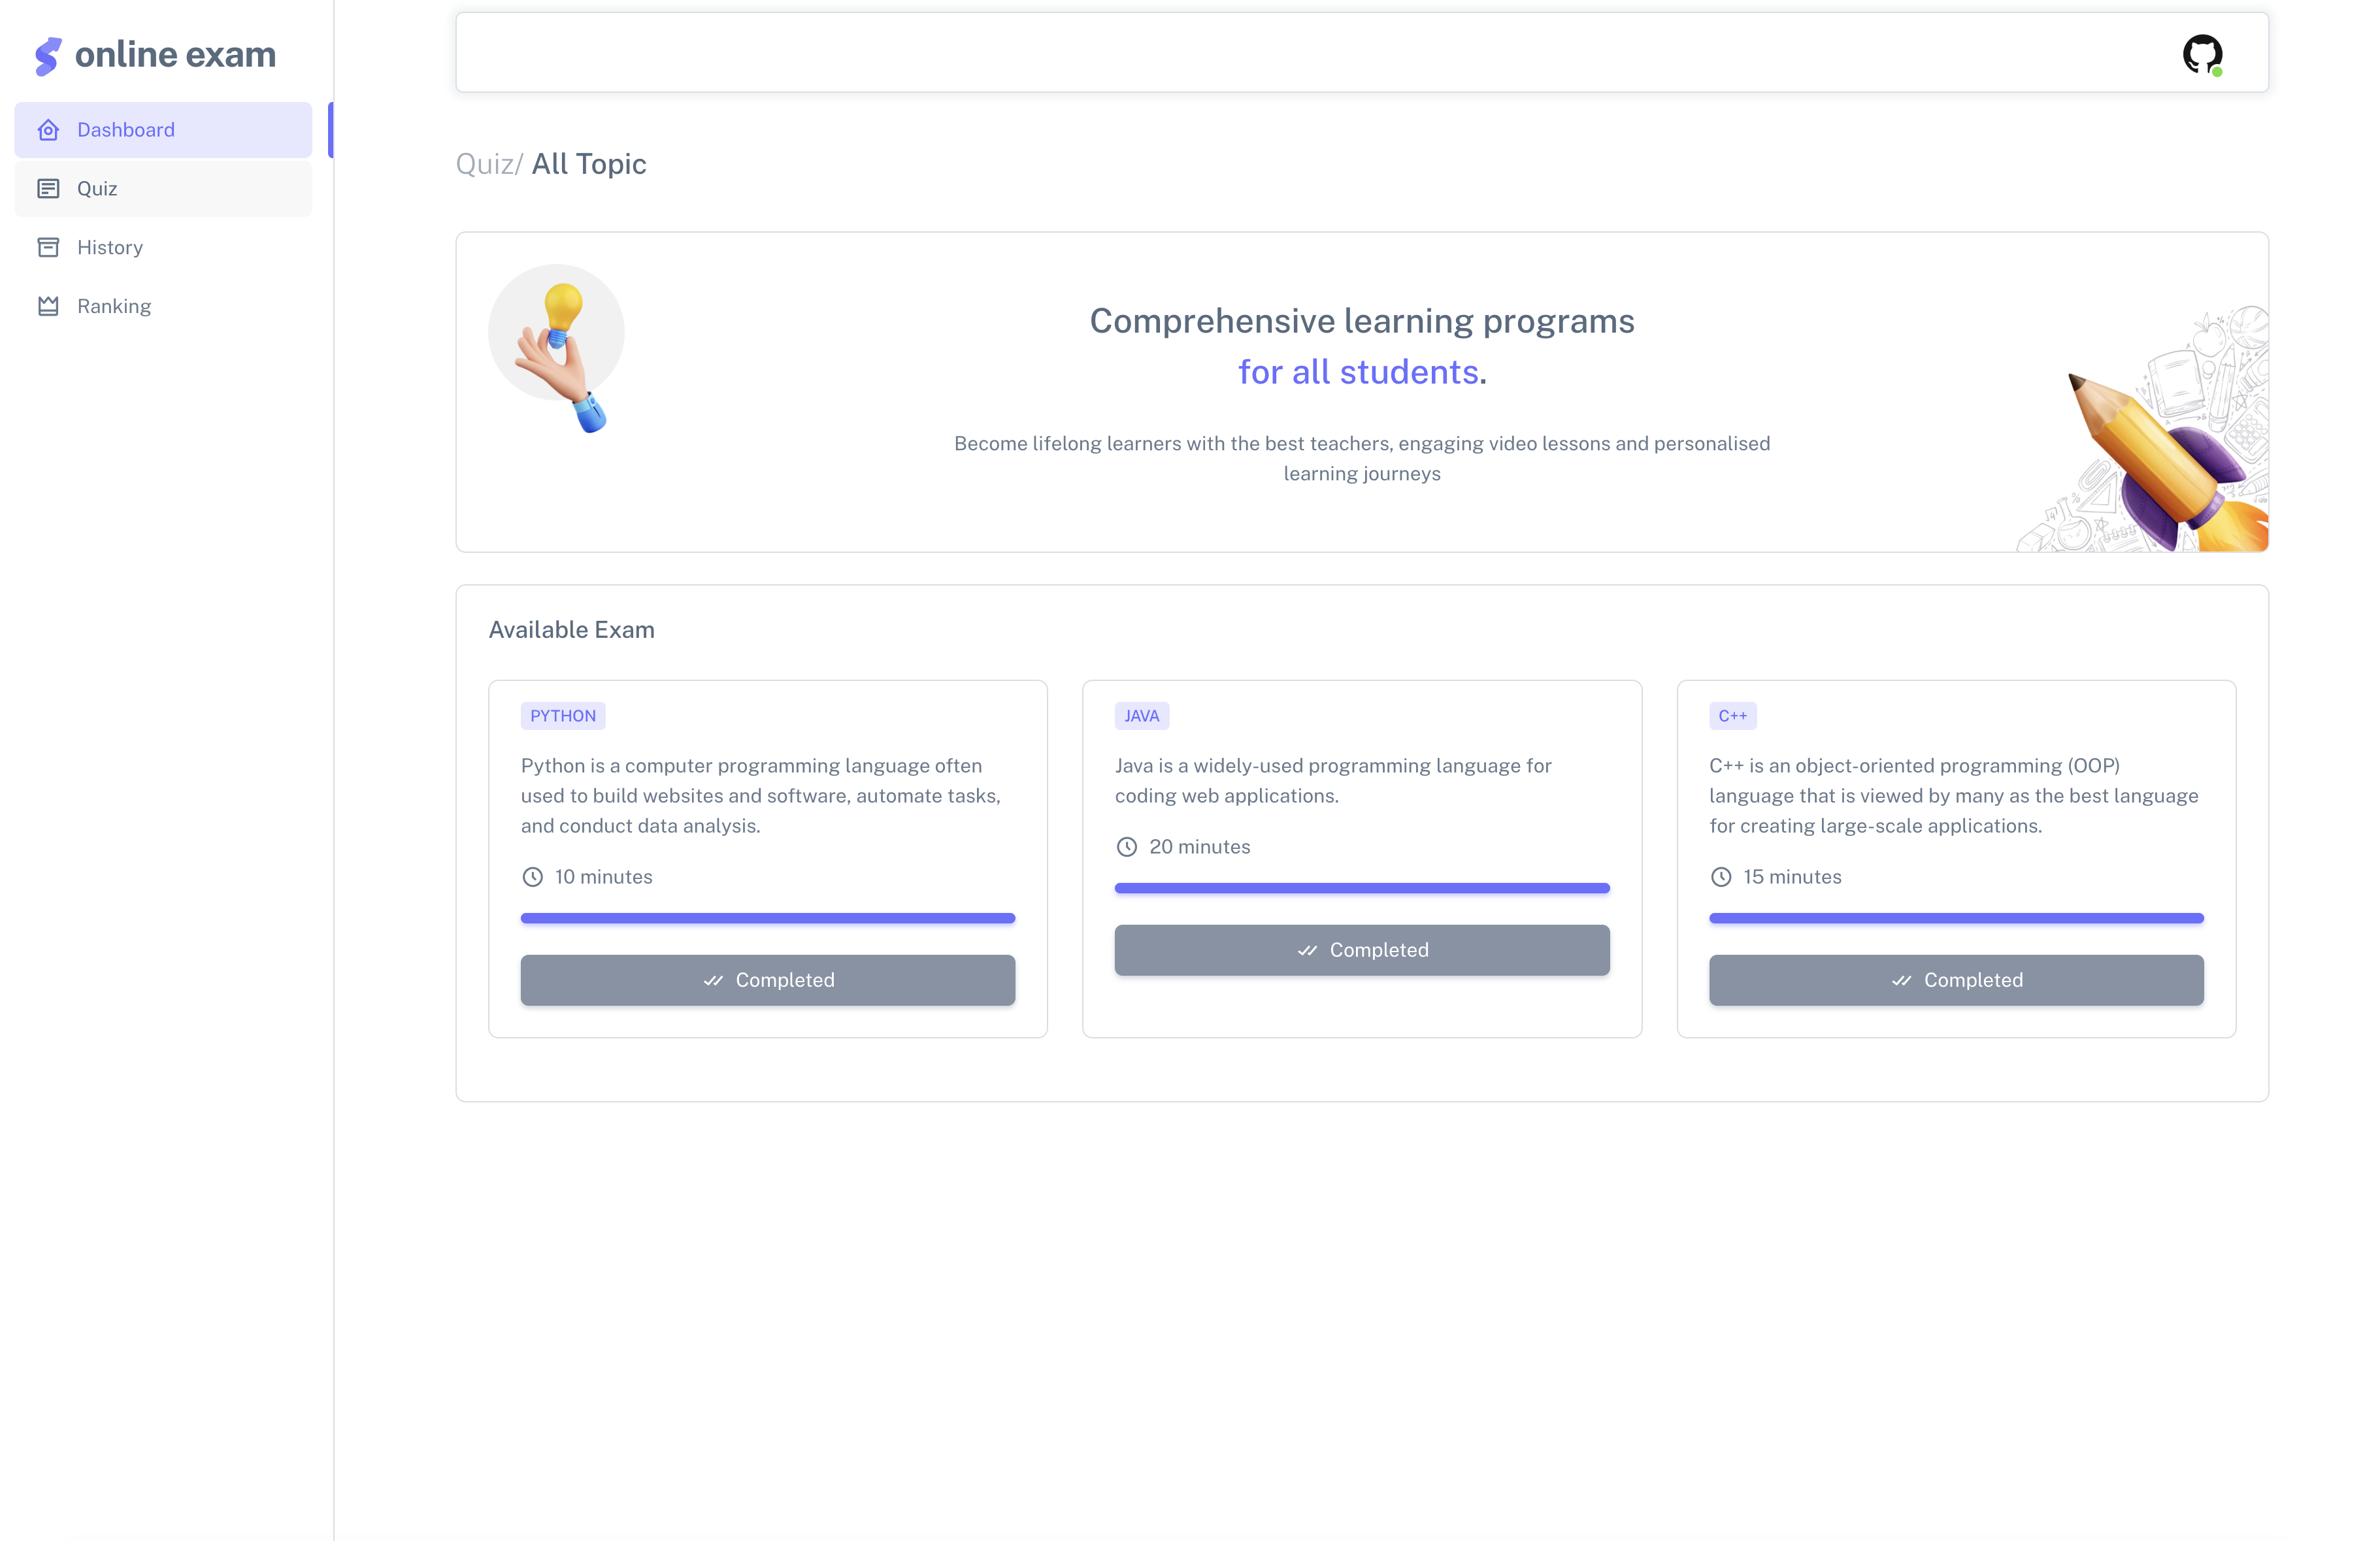 online exam
Dashboard
Quiz
History
Ranking
Quiz/ All Topic
Comprehensive learning programs
for all students.
Become lifelong learners with the best teachers, engaging video lessons and personalised
learning journeys
Available Exam
PYTHON
Python is a computer programming language often
used to build websites and software, automate tasks,
and conduct data analysis.
10 minutes
Completed
JAVA
Java is a widely-used programming language for
coding web applications.
20 minutes
Completed
C++
C++ is an object-oriented programming (OOP)
language that is viewed by many as the best language
for creating large-scale applications.
15 minutes
Completed